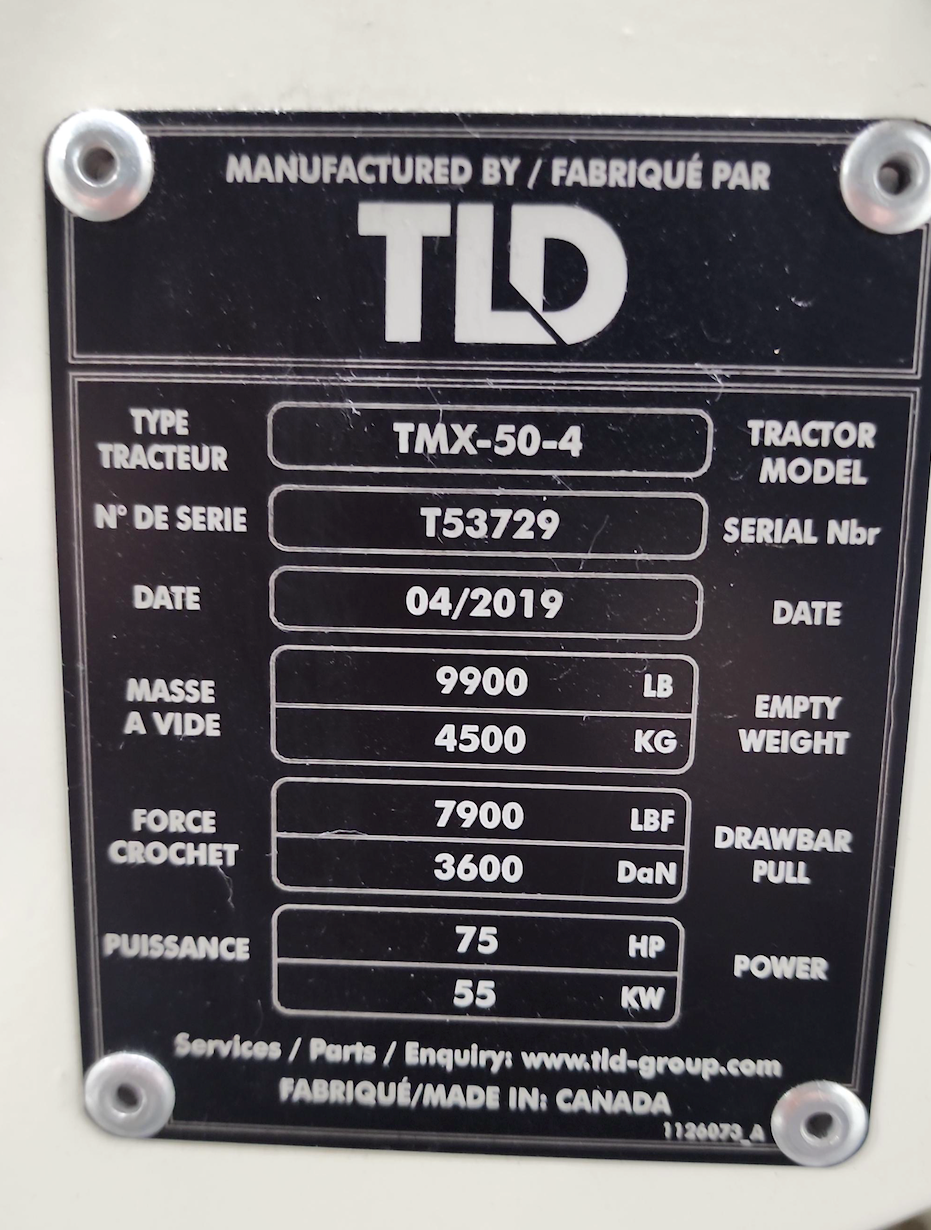 MANUFACTURED BY / FABRIQUÉ PAR
TLD
TYPE TRACTEUR TMX-50-4 TRACTOR MODEL
N° DE SERIE T53729 SERIAL Nbr
DATE 04/2019 DATE
MASSE A VIDE 9900 LB EMPTY WEIGHT
4500 KG
FORCE CROCHET 7900 LBF DRAWBAR PULL
3600 DaN
PUISSANCE 75 HP POWER
55 KW
Services / Parts / Enquiry: www.tld-group.com
FABRIQUÉ/MADE IN: CANADA
1126073_A